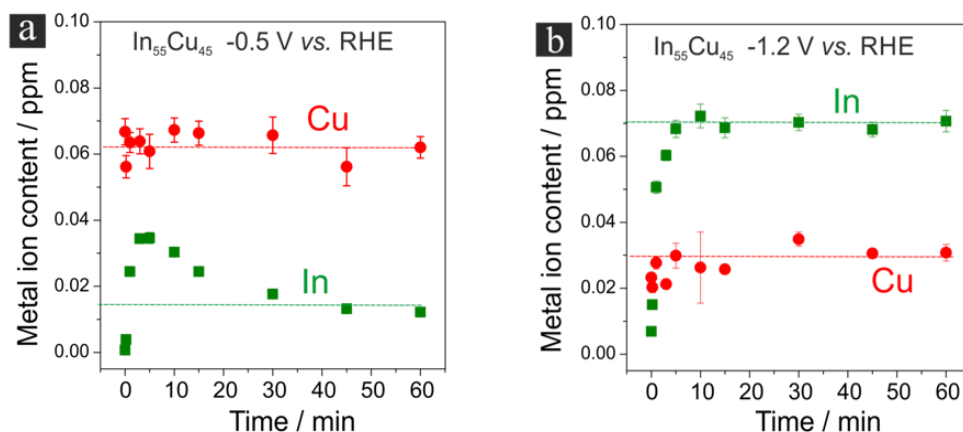 a
In₅₅Cu₄₅ -0.5 V vs. RHE
Metal ion content / ppm
0.10
0.08
0.06
0.04
0.02
0.00
Cu
In
0 10 20 30 40 50 60
Time / min
b
In₅₅Cu₄₅ -1.2 V vs. RHE
Metal ion content / ppm
0.10
0.08
0.06
0.04
0.02
0.00
In
Cu
0 10 20 30 40 50 60
Time / min